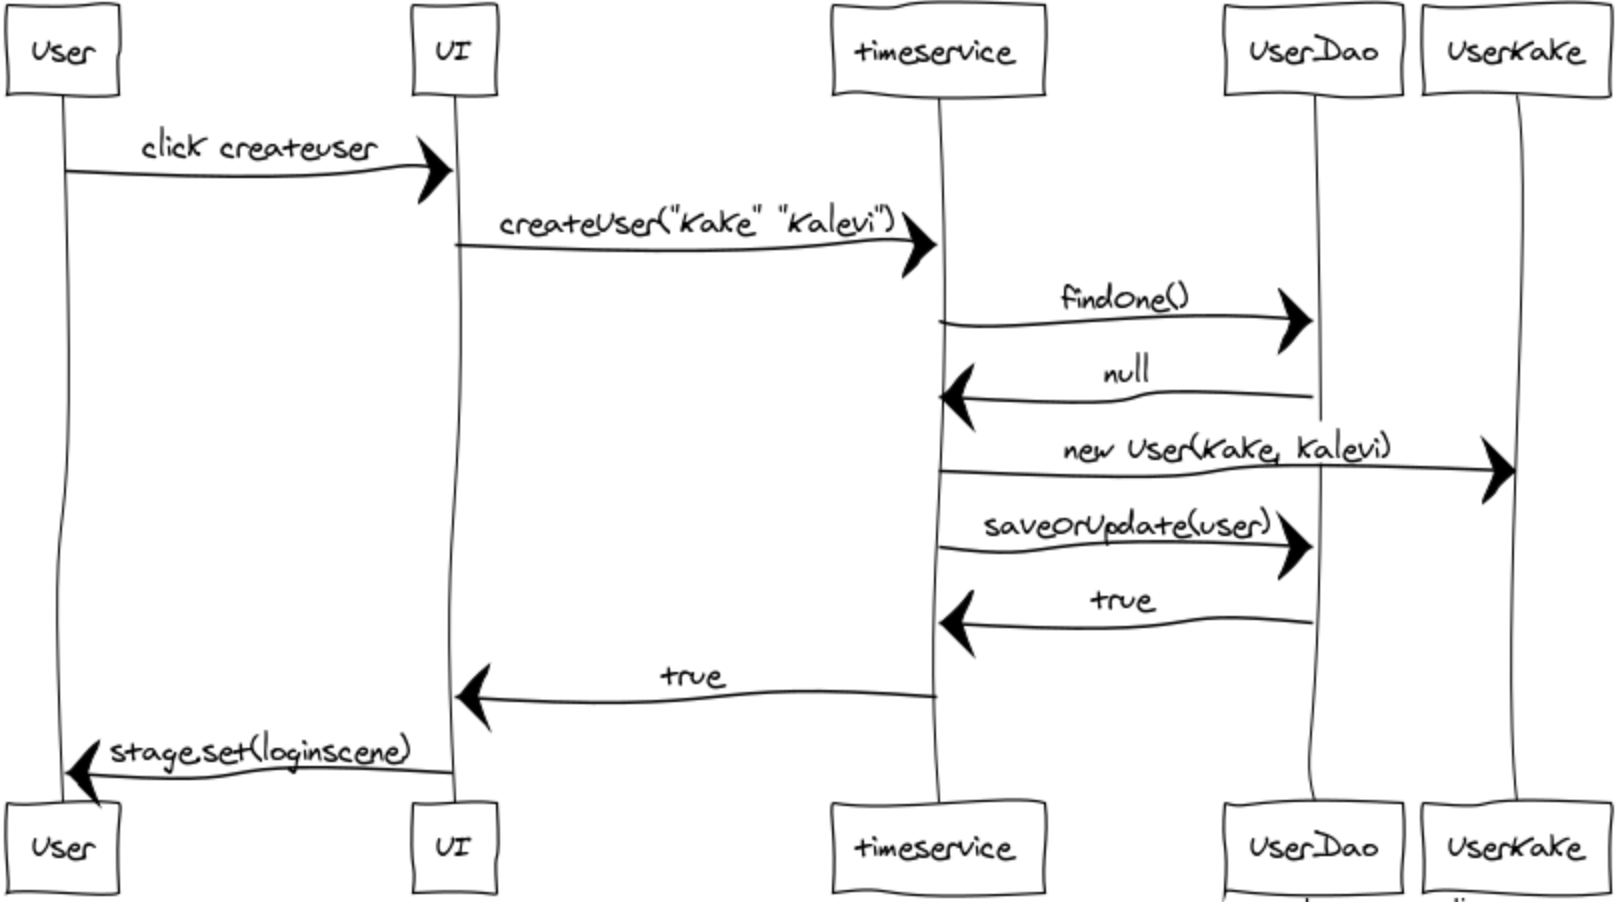 User
UI
timeservice
UserDao
UserKake
click createuser
createUser("Kake" "Kalevi")
findOne()
null
new User(Kake, Kalevi)
saveOrUpdate(user)
true
true
stage.set(loginscene)
User
UI
timeservice
UserDao
UserKake